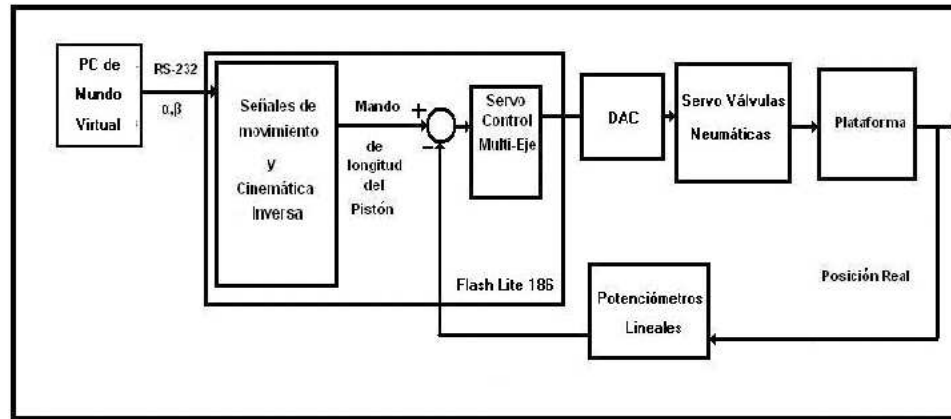 PC de
Mundo
Virtual
RS-232
α,β
Señales de
movimiento
y
Cinemática
Inversa
Mando
de
longitud
del
Pistón
+
−
Servo
Control
Multi-Eje
Flash Lite 186
DAC
Servo Válvulas
Neumáticas
Plataforma
Posición Real
Potenciómetros
Lineales